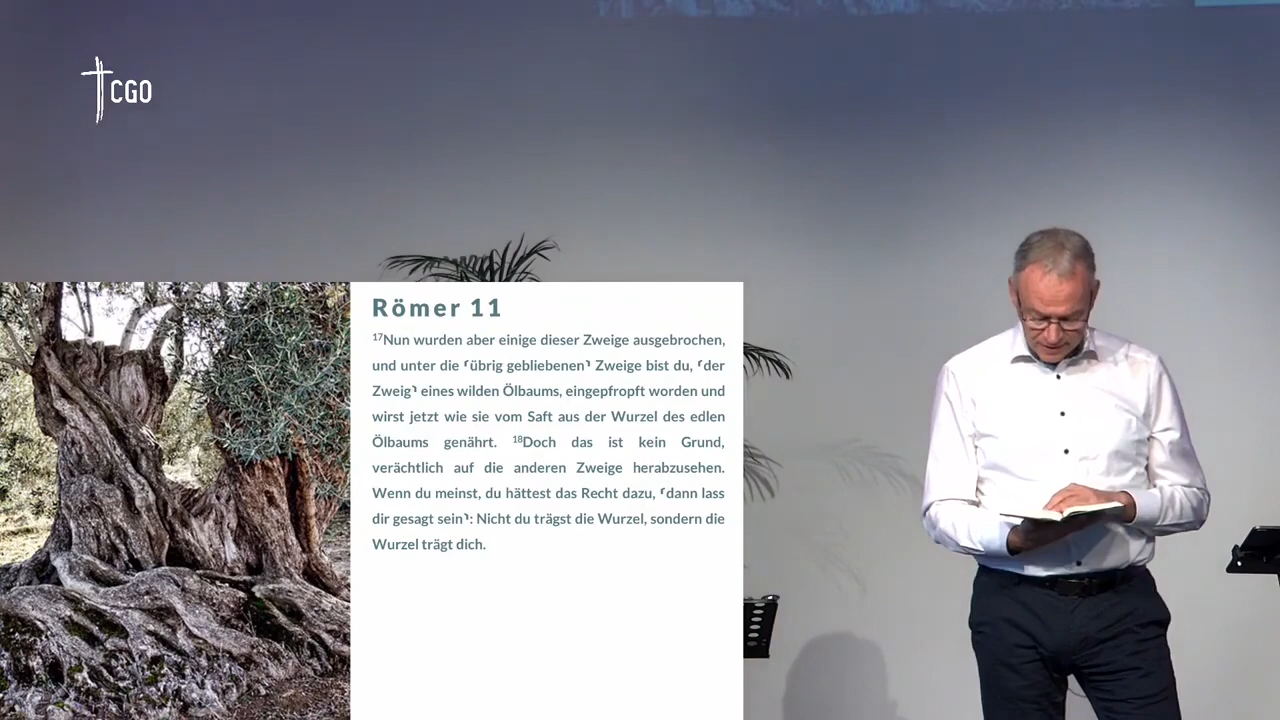 CGO
Römer 11
¹⁷Nun wurden aber einige dieser Zweige ausgebrochen,
und unter die ⸢übrig gebliebenen⸣ Zweige bist du, ⸢der
Zweig⸣ eines wilden Ölbaums, eingepfropft worden und
wirst jetzt wie sie vom Saft aus der Wurzel des edlen
Ölbaums genährt. ¹⁸Doch das ist kein Grund,
verächtlich auf die anderen Zweige herabzusehen.
Wenn du meinst, du hättest das Recht dazu, ⸢dann lass
dir gesagt sein⸣: Nicht du trägst die Wurzel, sondern die
Wurzel trägt dich.